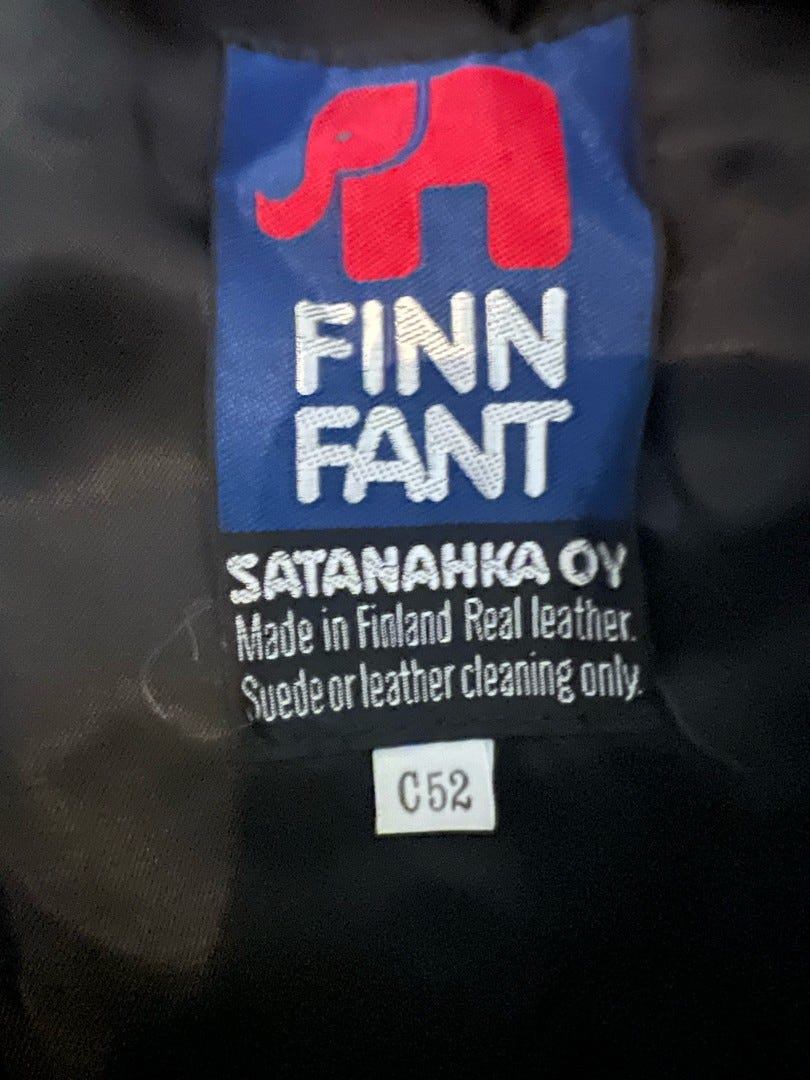 FINN
FANT
SATANAHKA OY
Made in Finland Real leather.
Suede or leather cleaning only.
C52